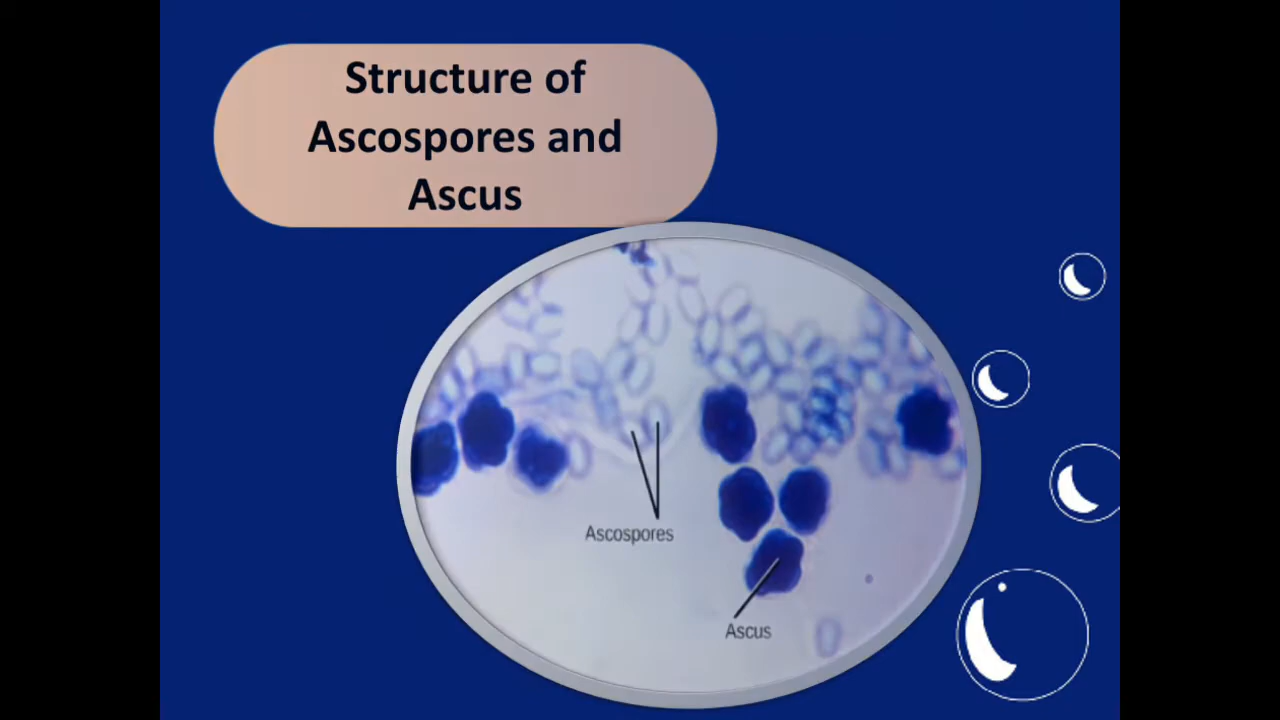 Structure of
Ascospores and
Ascus
Ascospores
Ascus